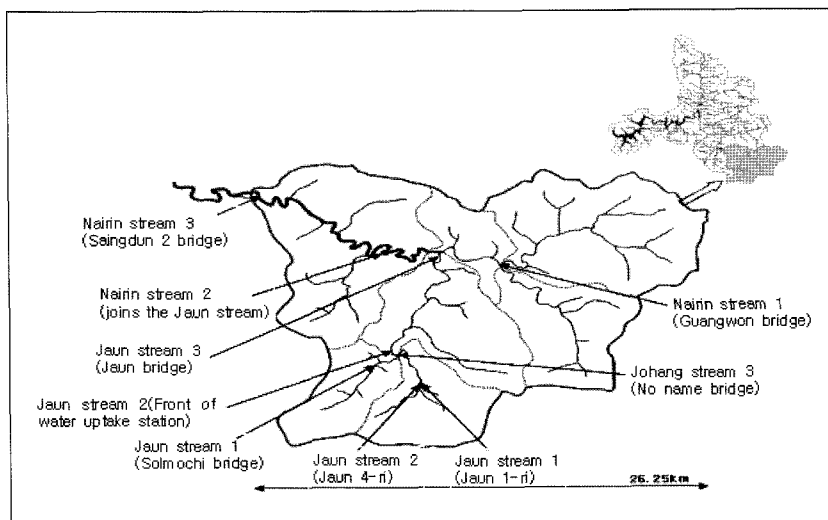 Nairin stream 3
(Saingdun 2 bridge)
Nairin stream 2
(joins the Jaun stream)
Nairin stream 1
(Guangwon bridge)
Jaun stream 3
(Jaun bridge)
Johang stream 3
(No name bridge)
Jaun stream 2(Front of
water uptake station)
Jaun stream 1
(Solmochi bridge)
Jaun stream 2
(Jaun 4-ri)
Jaun stream 1
(Jaun 1-ri)
26.25km